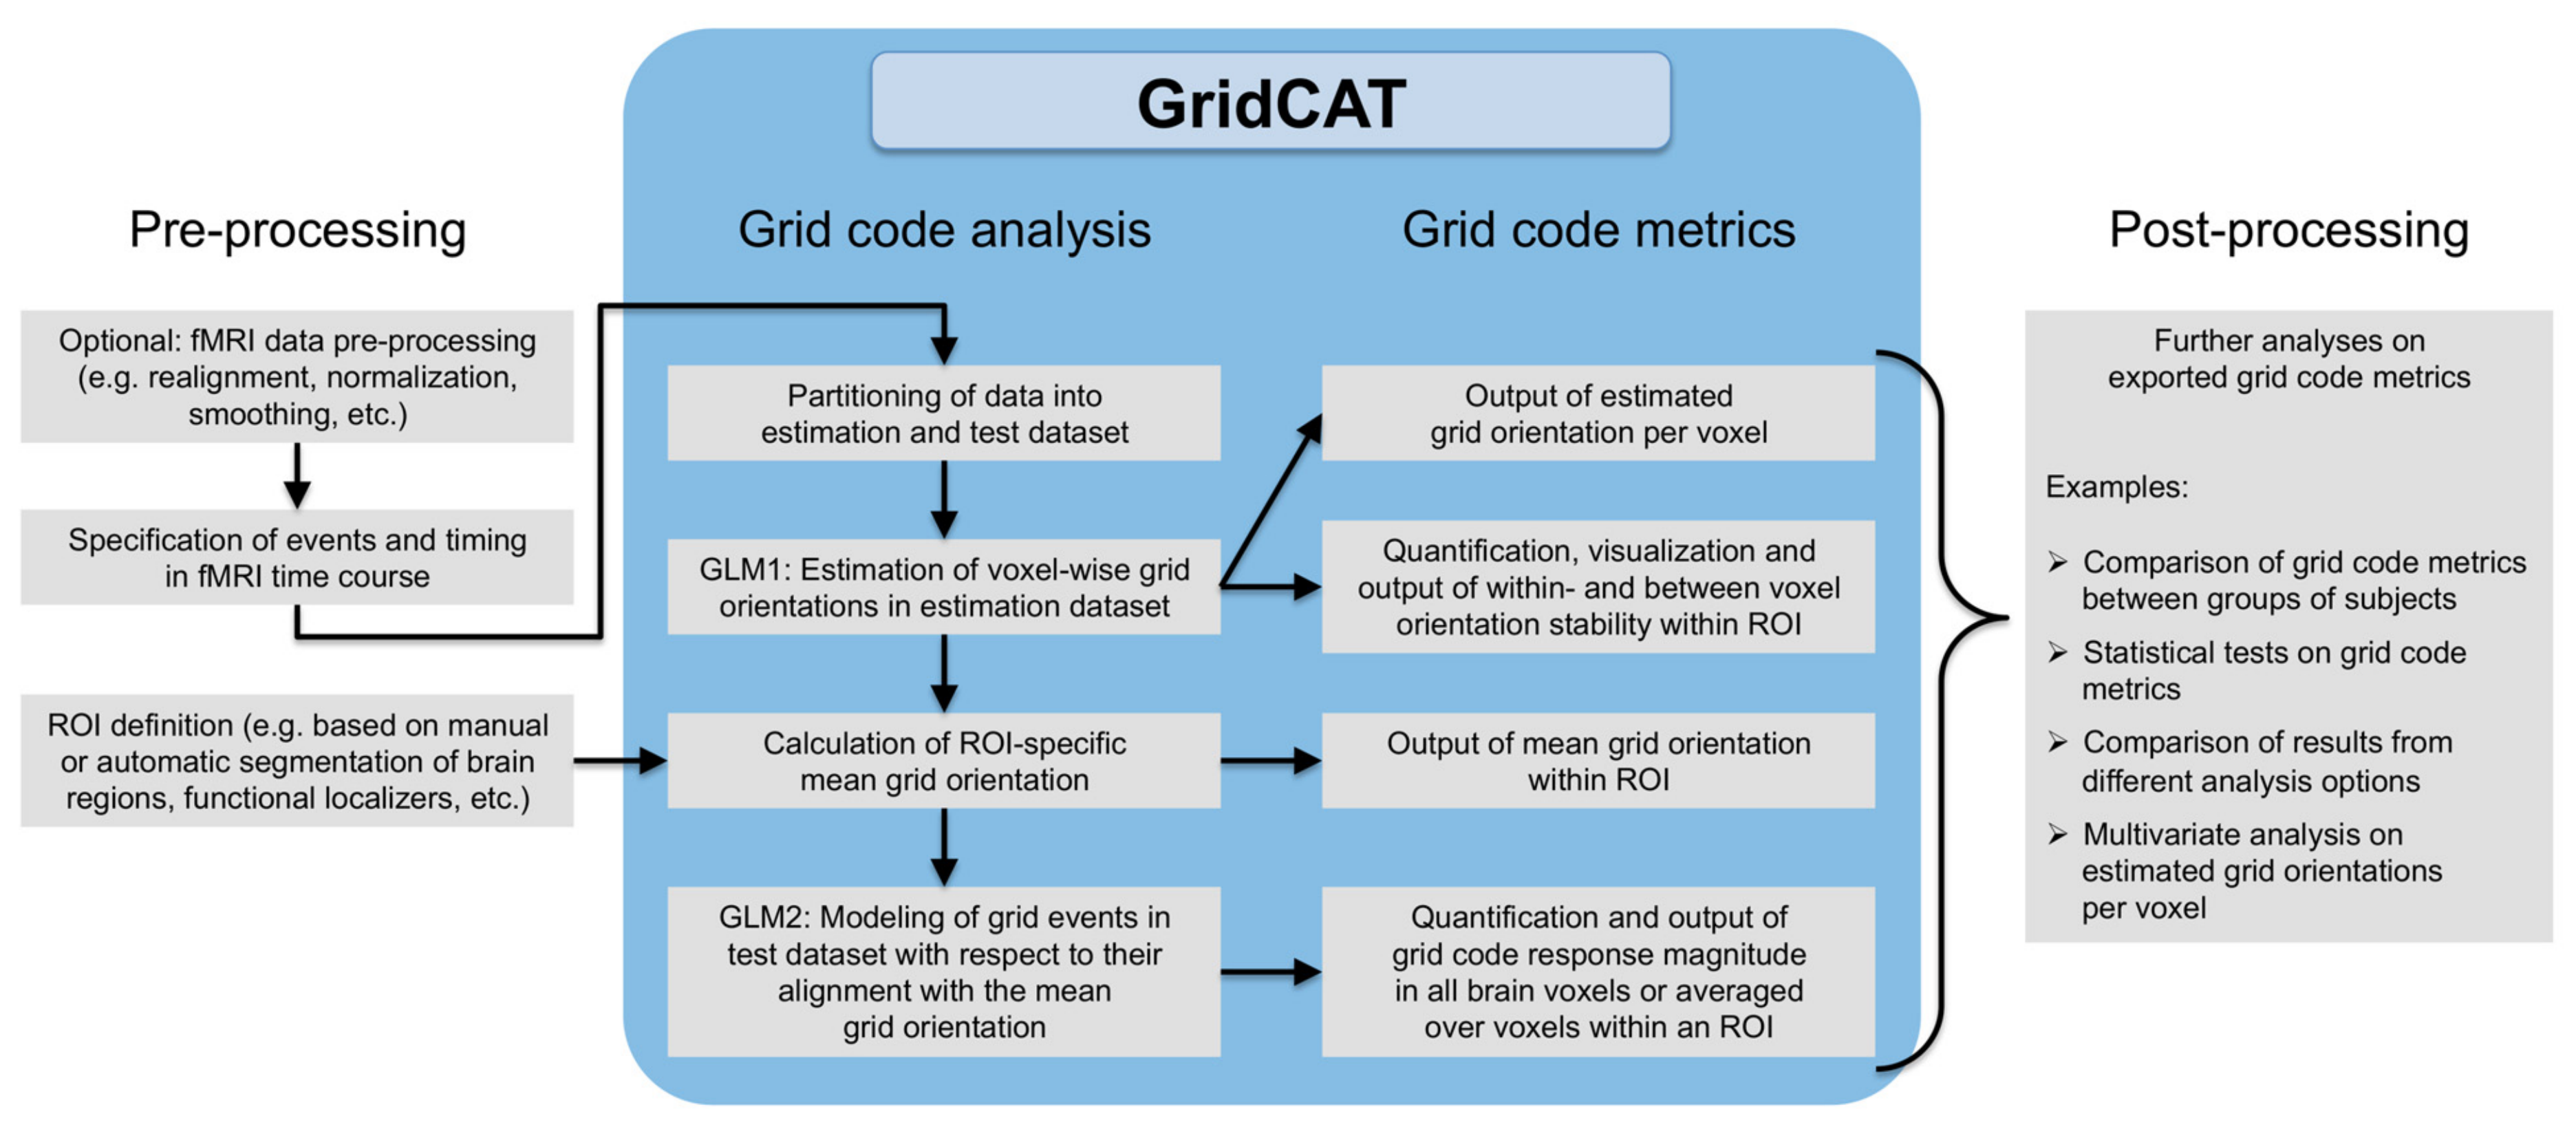 GridCAT
Pre-processing
Optional: fMRI data pre-processing
(e.g. realignment, normalization,
smoothing, etc.)
Specification of events and timing
in fMRI time course
ROI definition (e.g. based on manual
or automatic segmentation of brain
regions, functional localizers, etc.)
Grid code analysis
Partitioning of data into
estimation and test dataset
GLM1: Estimation of voxel-wise grid
orientations in estimation dataset
Calculation of ROI-specific
mean grid orientation
GLM2: Modeling of grid events in
test dataset with respect to their
alignment with the mean
grid orientation
Grid code metrics
Output of estimated
grid orientation per voxel
Quantification, visualization and
output of within- and between voxel
orientation stability within ROI
Output of mean grid orientation
within ROI
Quantification and output of
grid code response magnitude
in all brain voxels or averaged
over voxels within an ROI
Post-processing
Further analyses on
exported grid code metrics
Examples:
➢ Comparison of grid code metrics
between groups of subjects
➢ Statistical tests on grid code
metrics
➢ Comparison of results from
different analysis options
➢ Multivariate analysis on
estimated grid orientations
per voxel